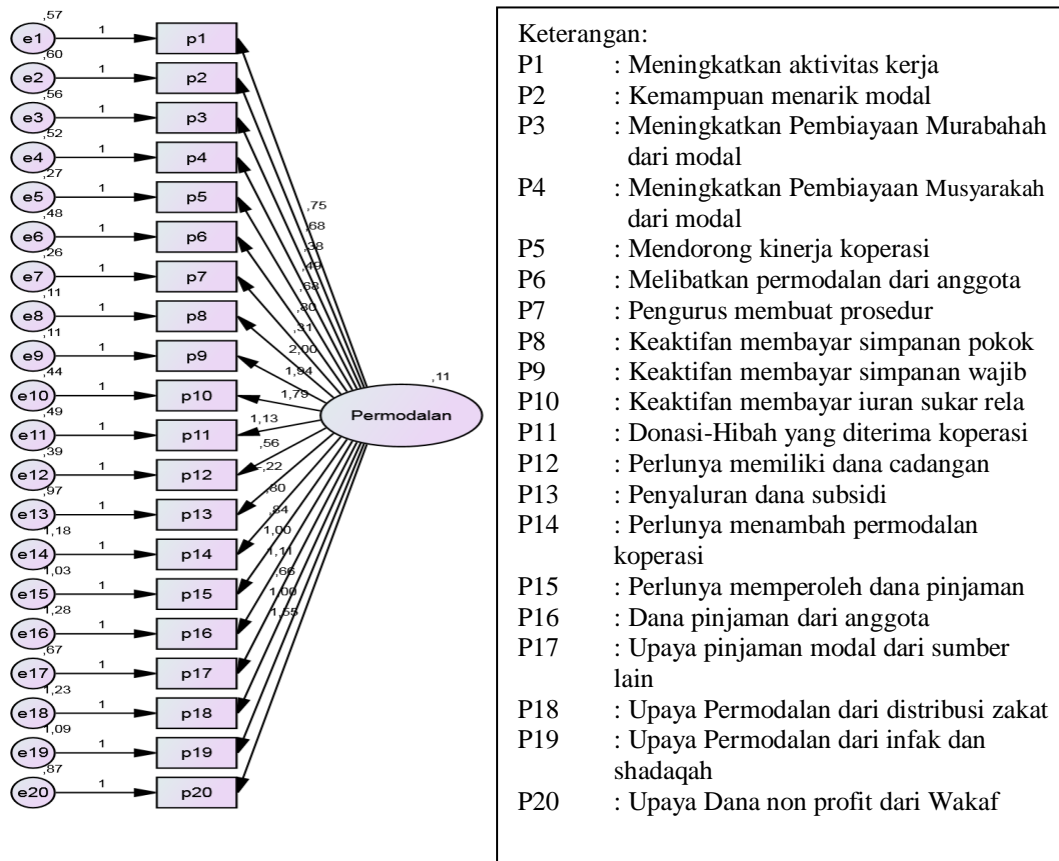 ,57
e1 1 p1
,60
e2 1 p2
,56
e3 1 p3
,52
e4 1 p4
,27
e5 1 p5
,48
e6 1 p6
,26
e7 1 p7
,11
e8 1 p8
,11
e9 1 p9
,44
e10 1 p10
,49
e11 1 p11
,39
e12 1 p12
,97
e13 1 p13
1,18
e14 1 p14
1,03
e15 1 p15
1,28
e16 1 p16
,67
e17 1 p17
1,23
e18 1 p18
1,09
e19 1 p19
,87
e20 1 p20
,75
,68
,38
,49
,68
,80
,31
2,00
1,94
1,79
1,13
,56
-,22
,80
,84
1,00
1,11
,66
1,00
1,55
,11
Permodalan
Keterangan:
P1 : Meningkatkan aktivitas kerja
P2 : Kemampuan menarik modal
P3 : Meningkatkan Pembiayaan Murabahah
dari modal
P4 : Meningkatkan Pembiayaan Musyarakah
dari modal
P5 : Mendorong kinerja koperasi
P6 : Melibatkan permodalan dari anggota
P7 : Pengurus membuat prosedur
P8 : Keaktifan membayar simpanan pokok
P9 : Keaktifan membayar simpanan wajib
P10 : Keaktifan membayar iuran sukar rela
P11 : Donasi-Hibah yang diterima koperasi
P12 : Perlunya memiliki dana cadangan
P13 : Penyaluran dana subsidi
P14 : Perlunya menambah permodalan
koperasi
P15 : Perlunya memperoleh dana pinjaman
P16 : Dana pinjaman dari anggota
P17 : Upaya pinjaman modal dari sumber
lain
P18 : Upaya Permodalan dari distribusi zakat
P19 : Upaya Permodalan dari infak dan
shadaqah
P20 : Upaya Dana non profit dari Wakaf